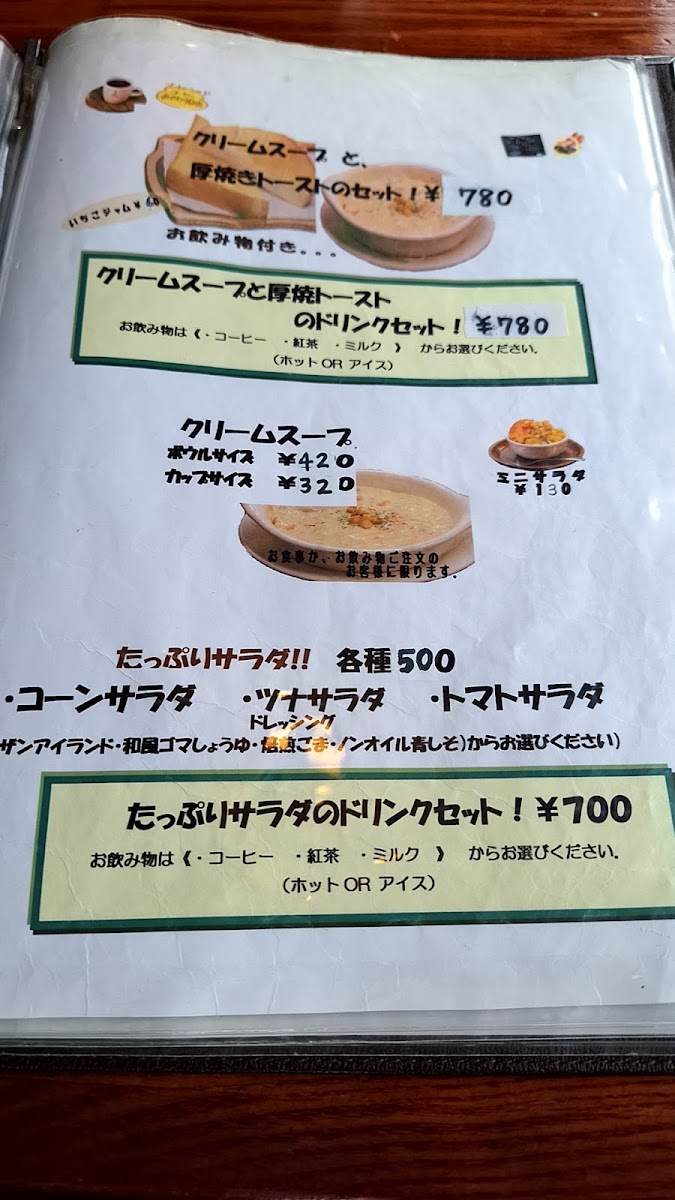 クリームスープ と、
厚焼きトーストのセット!¥ 780
いちごジャム¥
お飲み物付き...
クリームスープと厚焼トースト
のドリンクセット! ¥780
お飲み物は《・コーヒー ・紅茶 ・ミルク 》 からお選びください.
(ホット OR アイス)
クリームスープ
ボウルサイズ ¥420
カップサイズ ¥320
ミニサラダ
¥130
お食事か、お飲み物ご注文の
お客様に限ります.
たっぷりサラダ!! 各種500
・コーンサラダ ・ツナサラダ ・トマトサラダ
ドレッシング
ザンアイランド・和風ゴマしょうゆ・焙煎ごま・ノンオイル青しそ)からお選びください)
たっぷりサラダのドリンクセット!¥700
お飲み物は《・コーヒー ・紅茶 ・ミルク 》 からお選びください.
(ホット OR アイス)